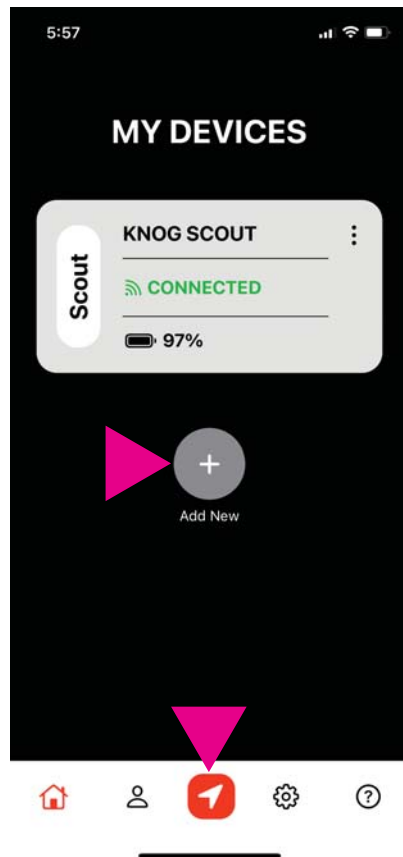 5:57
MY DEVICES
Scout
KNOG SCOUT
CONNECTED
97%
+
Add New
?